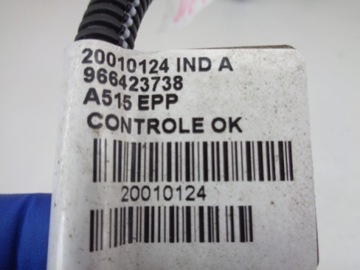 20010124 IND A
966423738
A515 EPP
CONTROLE OK
20010124